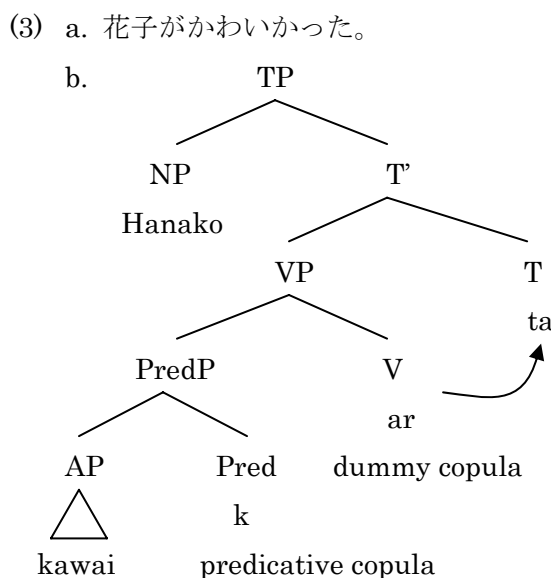 (3) a. 花子がかわいかった。
b. TP
NP T’
Hanako
VP T
ta
PredP V
ar
AP Pred dummy copula
k
kawai predicative copula